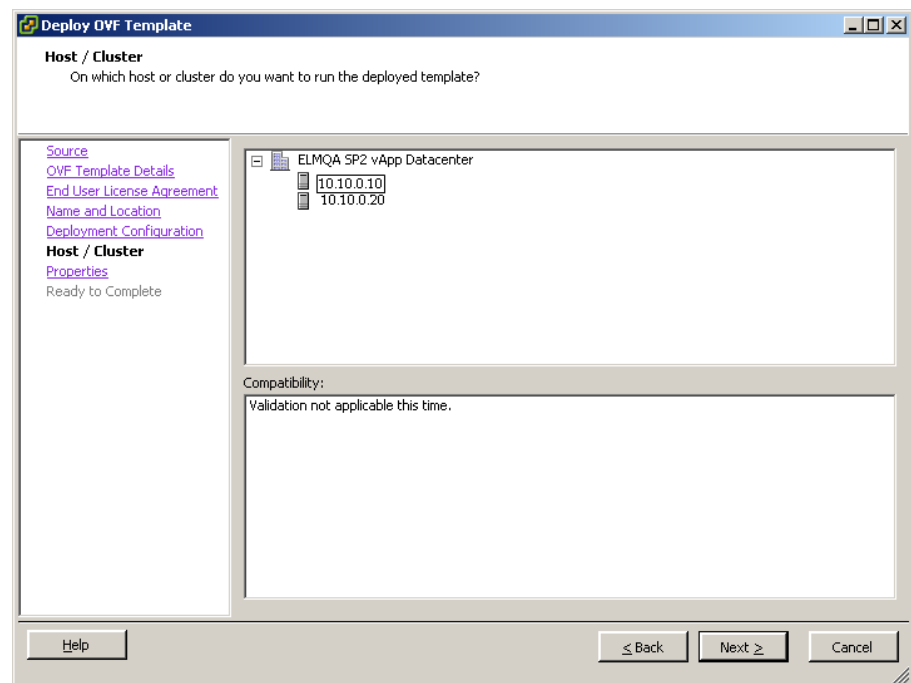 Deploy OVF Template
Host / Cluster
On which host or cluster do you want to run the deployed template?
Source
OVF Template Details
End User License Agreement
Name and Location
Deployment Configuration
Host / Cluster
Properties
Ready to Complete
ELMQA SP2 vApp Datacenter
10.10.0.10
10.10.0.20
Compatibility:
Validation not applicable this time.
Help
≤ Back
Next ≥
Cancel